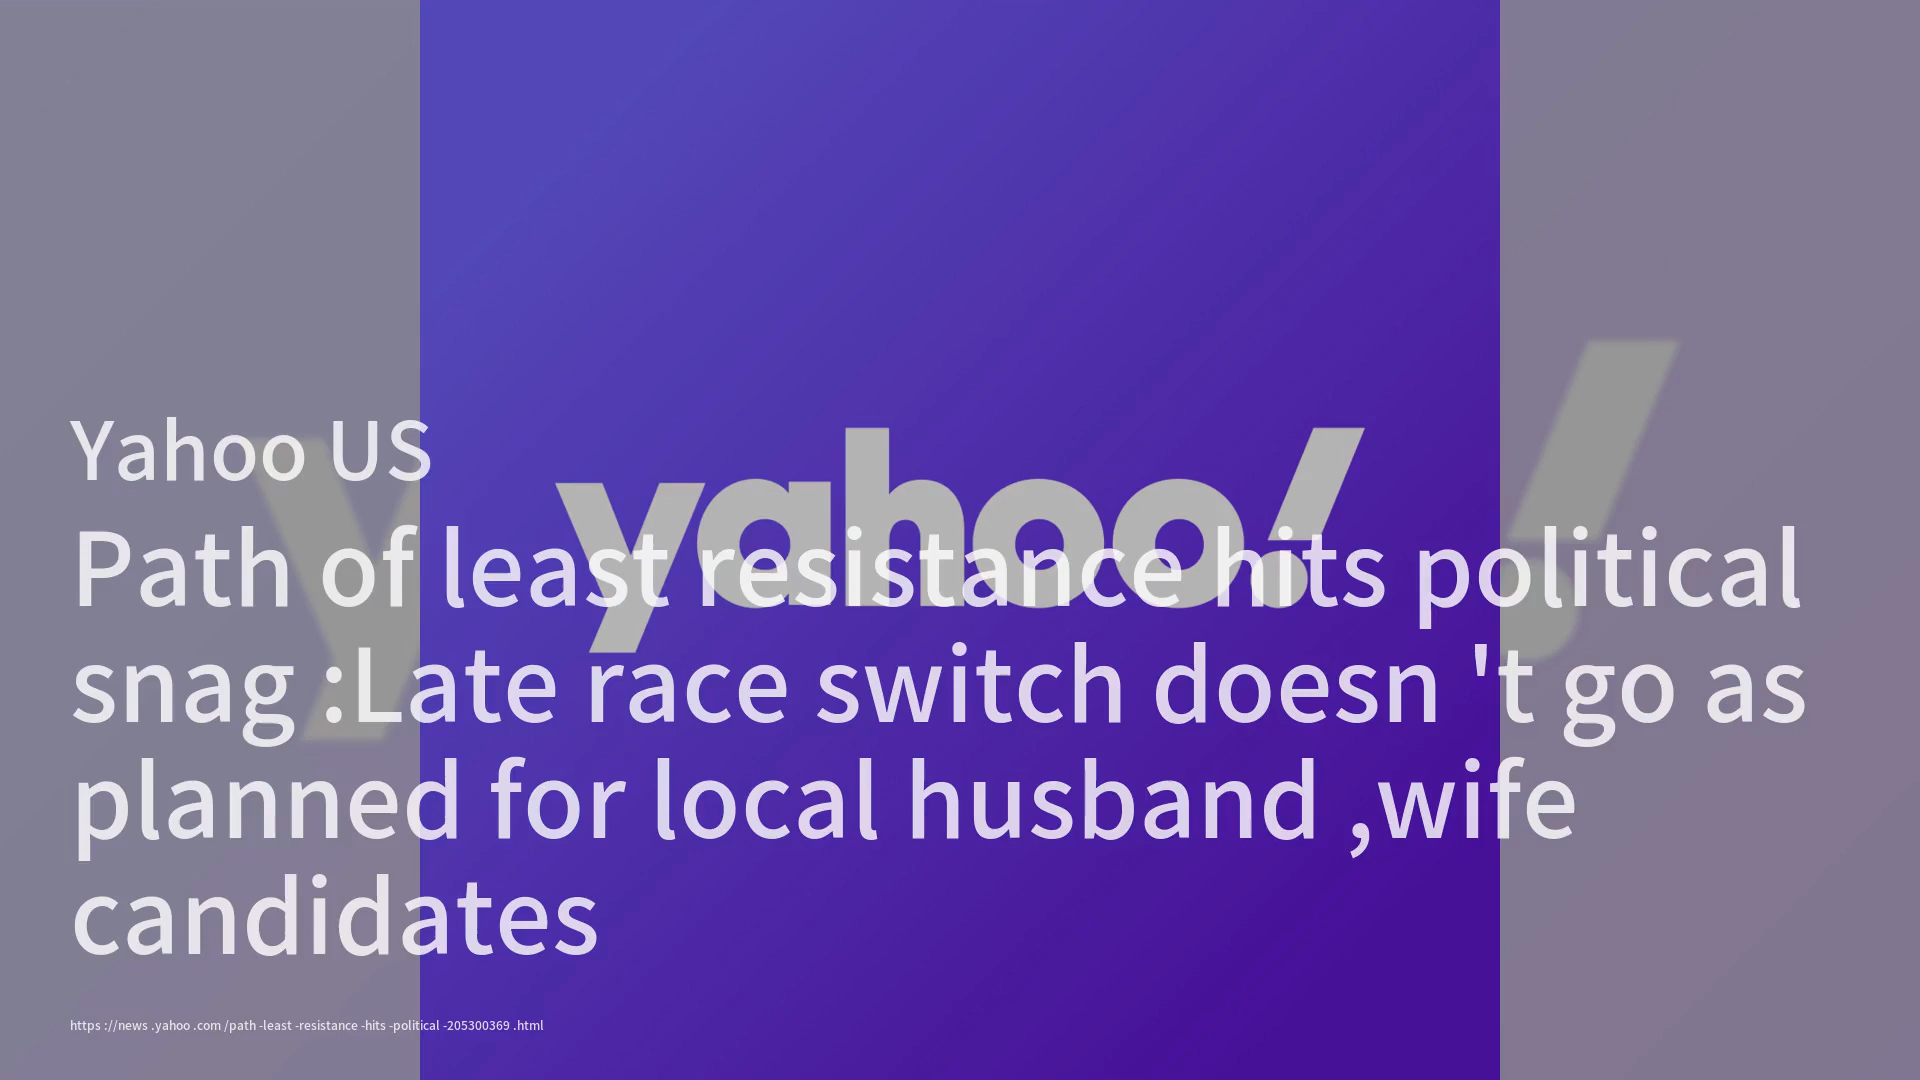 Yahoo US
yahoo!
Path of least resistance hits political
snag :Late race switch doesn 't go as
planned for local husband ,wife
candidates
https ://news .yahoo .com /path -least -resistance -hits -political -205300369 .html